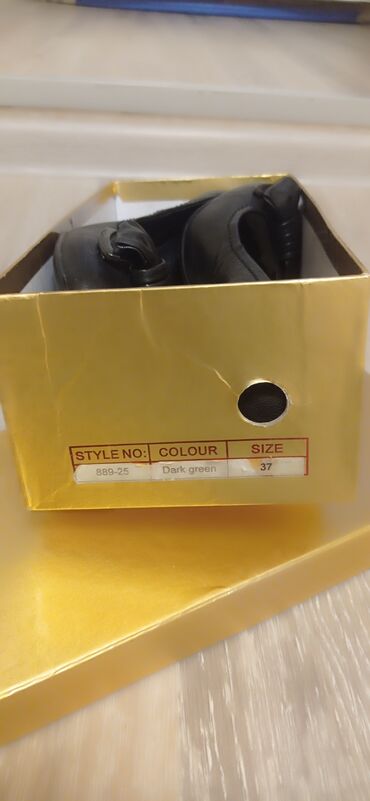 STYLE NO: COLOUR SIZE
889-25 Dark green 37